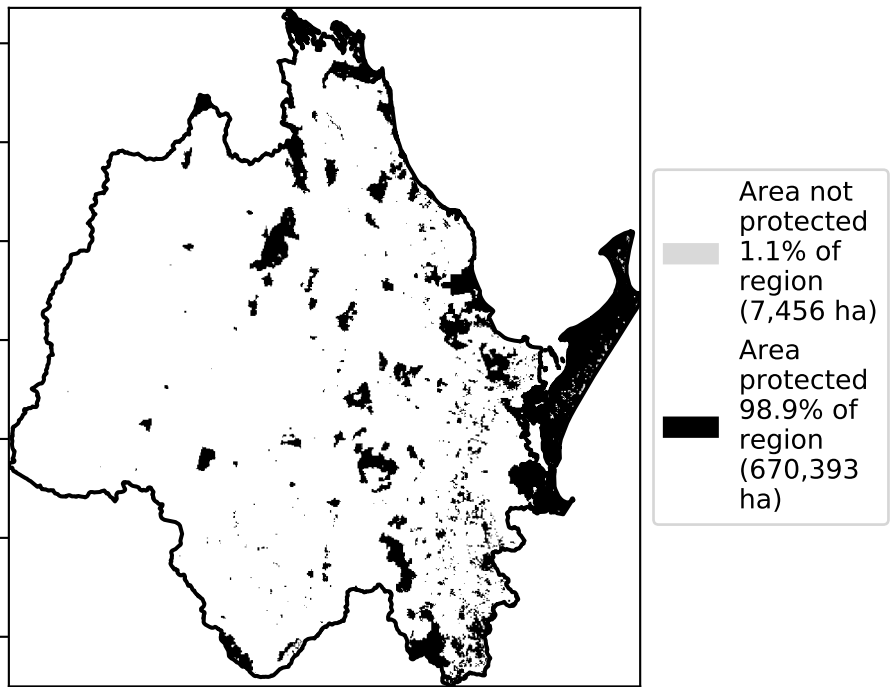 Area not
protected
1.1% of
region
(7,456 ha)
Area
protected
98.9% of
region
(670,393
ha)